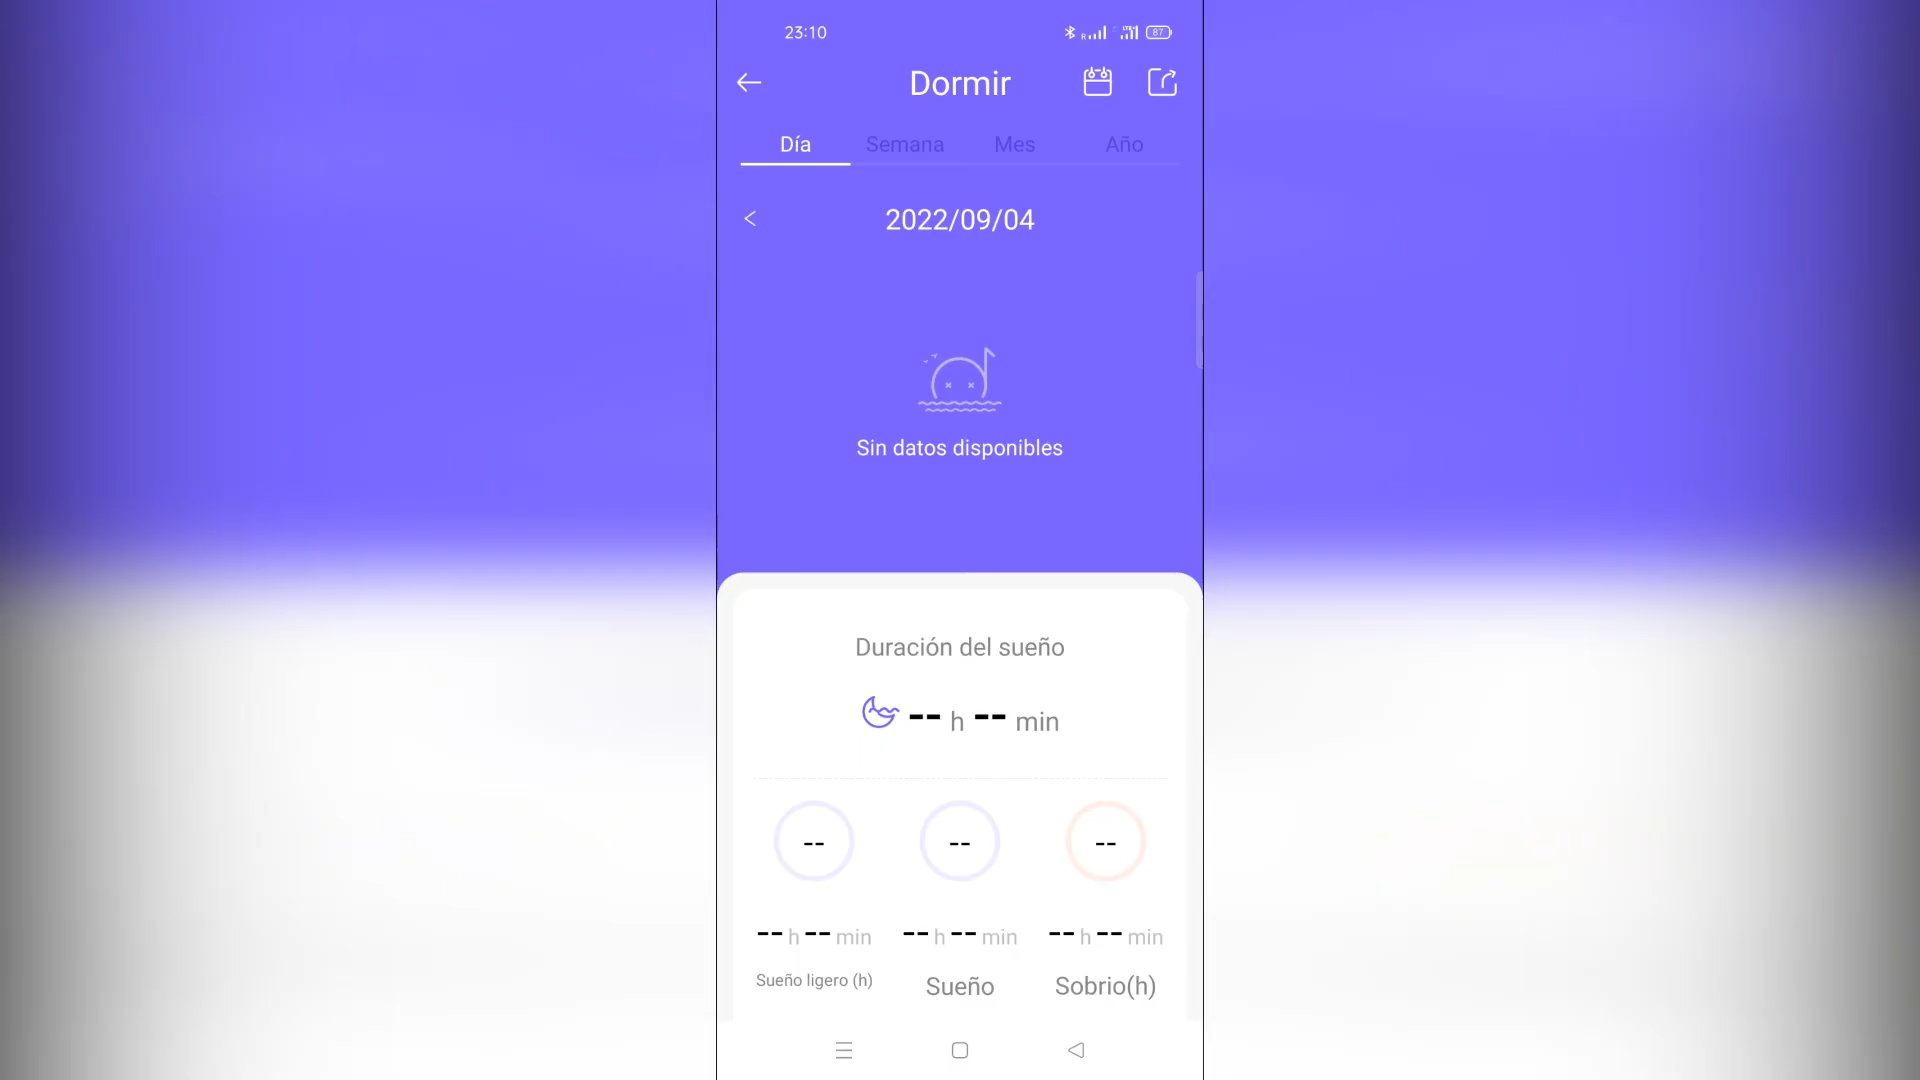 23:10
87
Dormir
Día Semana Mes Año
< 2022/09/04
Sin datos disponibles
Duración del sueño
-- h -- min
-- -- --
-- h -- min -- h -- min -- h -- min
Sueño ligero (h) Sueño Sobrio(h)